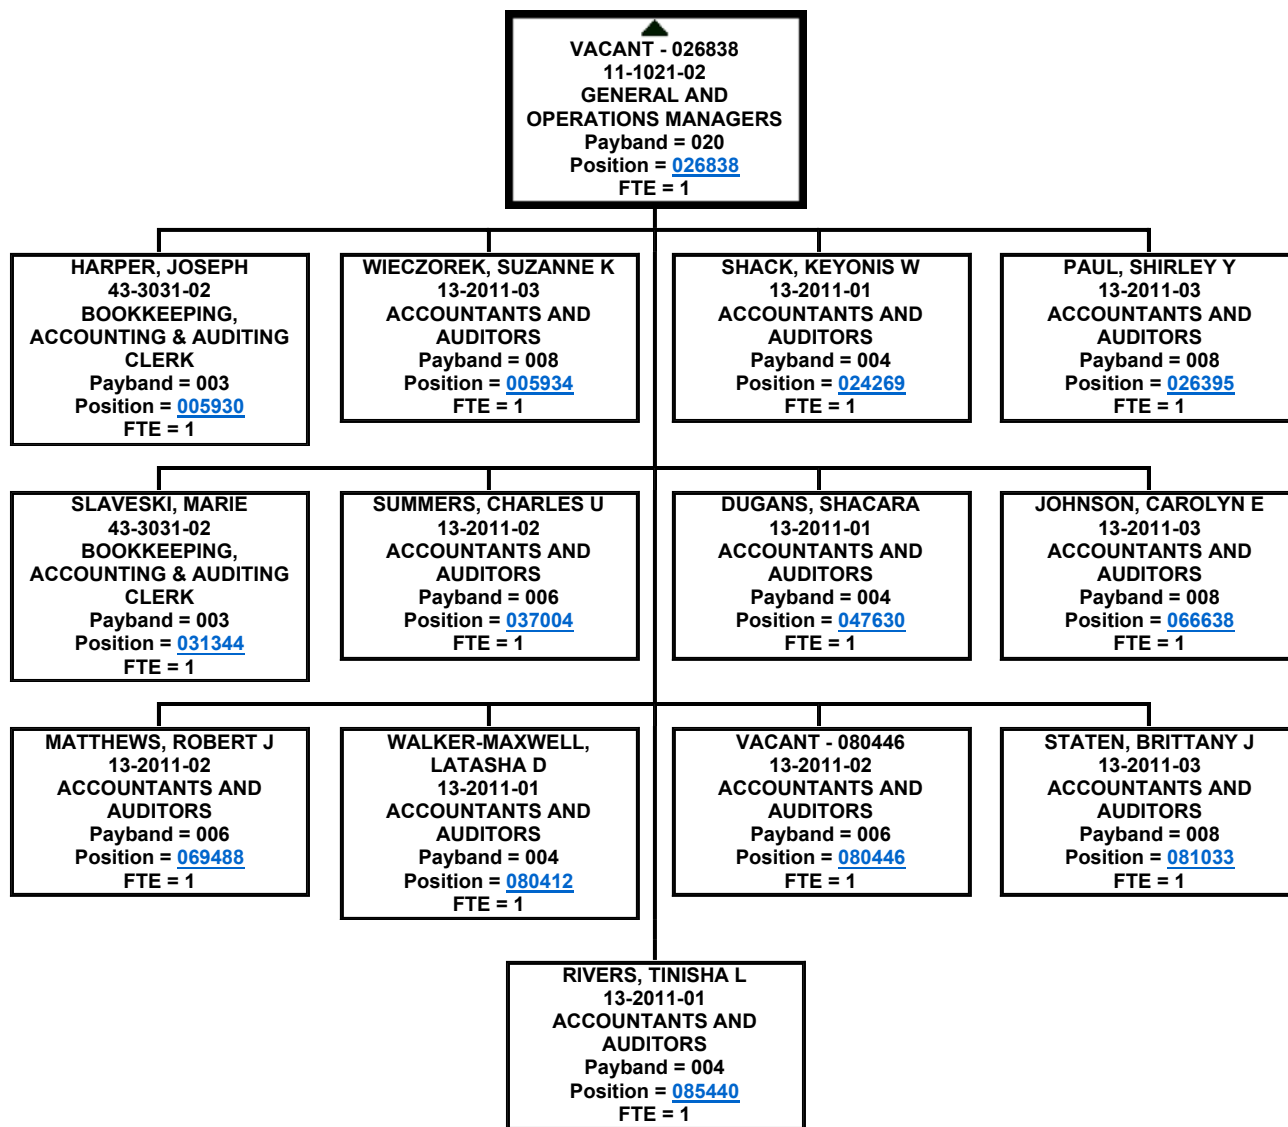 VACANT - 026838
11-1021-02
GENERAL AND
OPERATIONS MANAGERS
Payband = 020
Position = 026838
FTE = 1
HARPER, JOSEPH
43-3031-02
BOOKKEEPING,
ACCOUNTING & AUDITING
CLERK
Payband = 003
Position = 005930
FTE = 1
WIECZOREK, SUZANNE K
13-2011-03
ACCOUNTANTS AND
AUDITORS
Payband = 008
Position = 005934
FTE = 1
SHACK, KEYONIS W
13-2011-01
ACCOUNTANTS AND
AUDITORS
Payband = 004
Position = 024269
FTE = 1
PAUL, SHIRLEY Y
13-2011-03
ACCOUNTANTS AND
AUDITORS
Payband = 008
Position = 026395
FTE = 1
SLAVESKI, MARIE
43-3031-02
BOOKKEEPING,
ACCOUNTING & AUDITING
CLERK
Payband = 003
Position = 031344
FTE = 1
SUMMERS, CHARLES U
13-2011-02
ACCOUNTANTS AND
AUDITORS
Payband = 006
Position = 037004
FTE = 1
DUGANS, SHACARA
13-2011-01
ACCOUNTANTS AND
AUDITORS
Payband = 004
Position = 047630
FTE = 1
JOHNSON, CAROLYN E
13-2011-03
ACCOUNTANTS AND
AUDITORS
Payband = 008
Position = 066638
FTE = 1
MATTHEWS, ROBERT J
13-2011-02
ACCOUNTANTS AND
AUDITORS
Payband = 006
Position = 069488
FTE = 1
WALKER-MAXWELL,
LATASHA D
13-2011-01
ACCOUNTANTS AND
AUDITORS
Payband = 004
Position = 080412
FTE = 1
VACANT - 080446
13-2011-02
ACCOUNTANTS AND
AUDITORS
Payband = 006
Position = 080446
FTE = 1
STATEN, BRITTANY J
13-2011-03
ACCOUNTANTS AND
AUDITORS
Payband = 008
Position = 081033
FTE = 1
RIVERS, TINISHA L
13-2011-01
ACCOUNTANTS AND
AUDITORS
Payband = 004
Position = 085440
FTE = 1